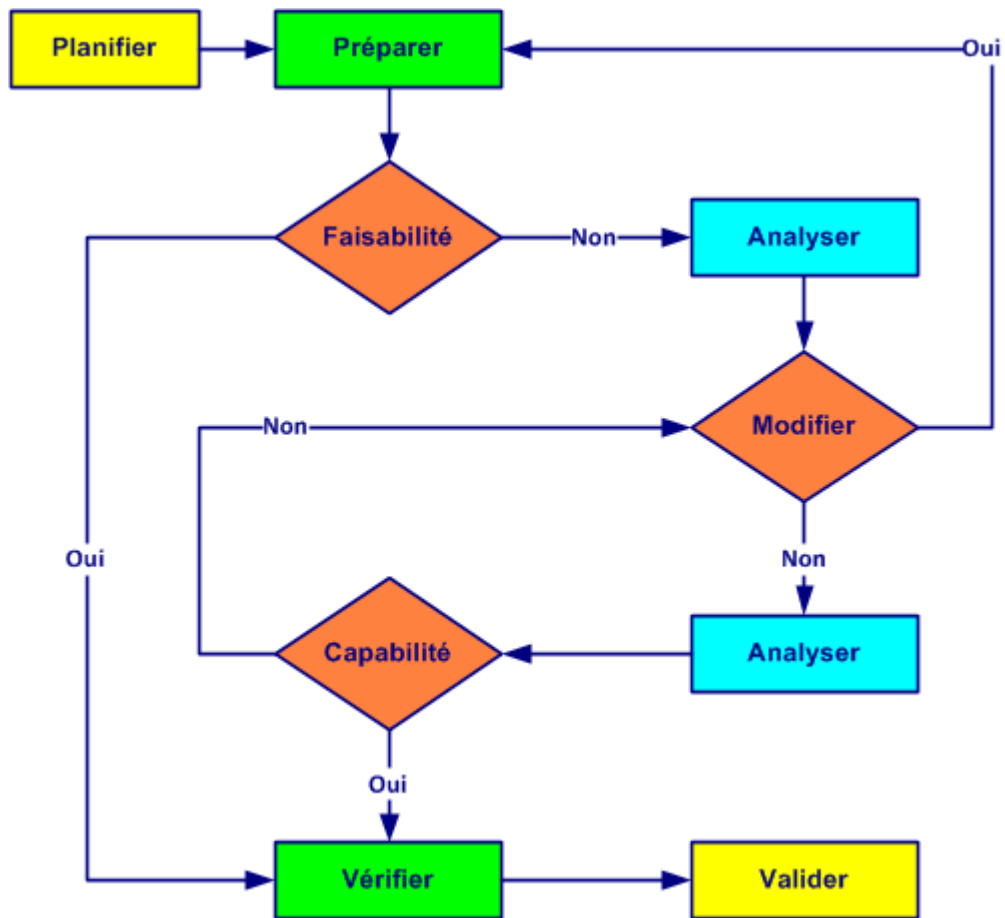 Planifier
Préparer
Oui
Faisabilité
Non
Analyser
Non
Modifier
Oui
Non
Capabilité
Analyser
Oui
Vérifier
Valider